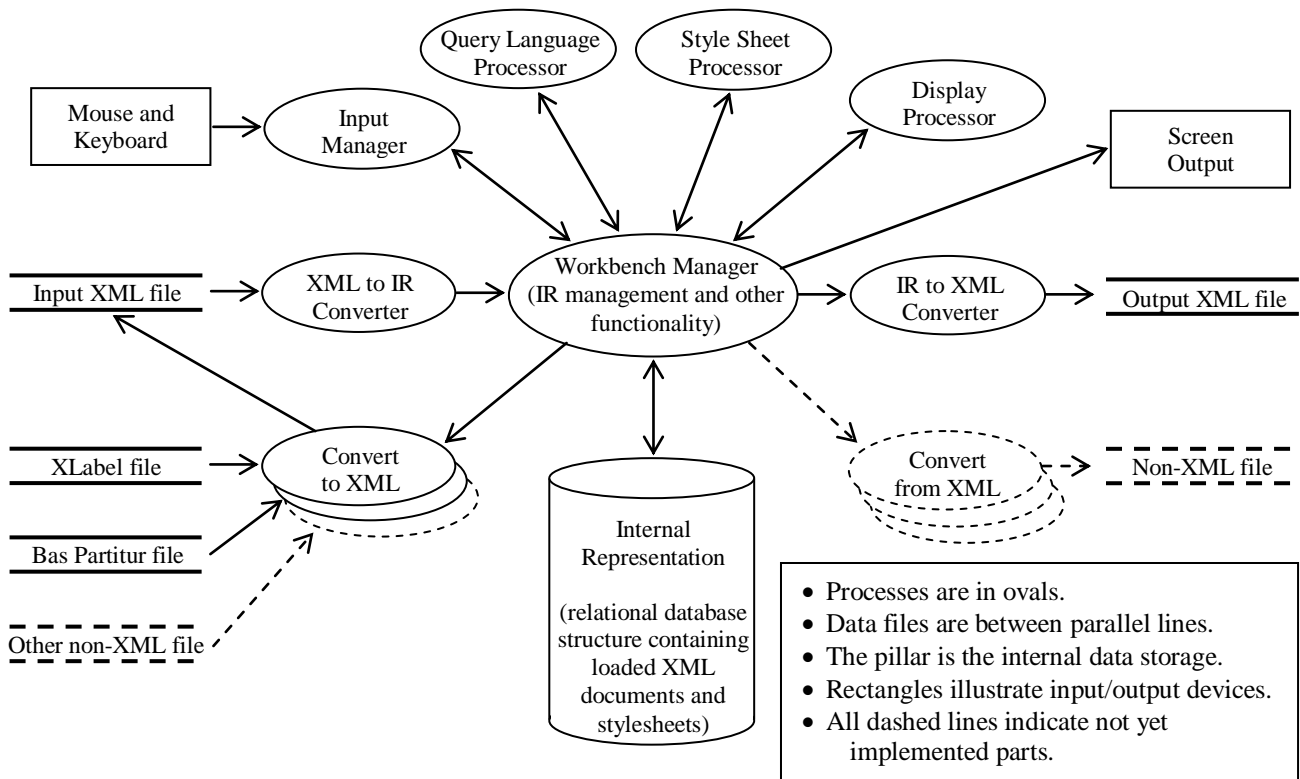 Query Language
Processor
Style Sheet
Processor
Display
Processor
Mouse and
Keyboard
Input
Manager
Screen
Output
Input XML file
XML to IR
Converter
Workbench Manager
(IR management and other
functionality)
IR to XML
Converter
Output XML file
XLabel file
Convert
to XML
Convert
from XML
Non-XML file
Bas Partitur file
Other non-XML file
Internal
Representation
(relational database
structure containing
loaded XML
documents and
stylesheets)
• Processes are in ovals.
• Data files are between parallel lines.
• The pillar is the internal data storage.
• Rectangles illustrate input/output devices.
• All dashed lines indicate not yet
implemented parts.